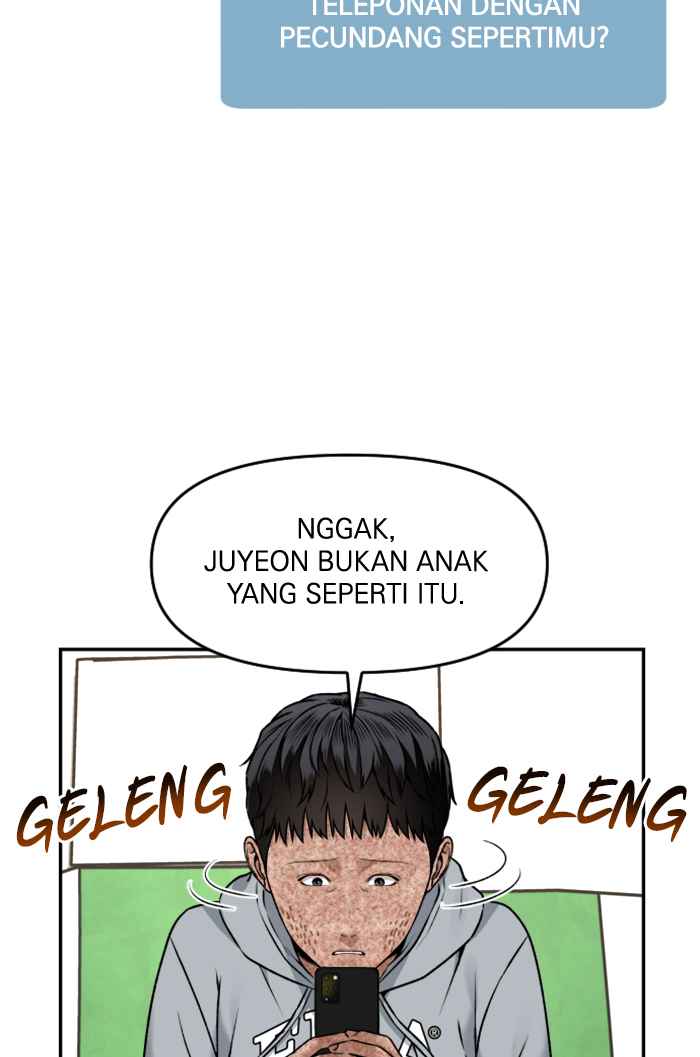 TELEPONAN DENGAN
PECUNDANG SEPERTIMU?
NGGAK,
JUYEON BUKAN ANAK
YANG SEPERTI ITU.
GELENG
GELENG